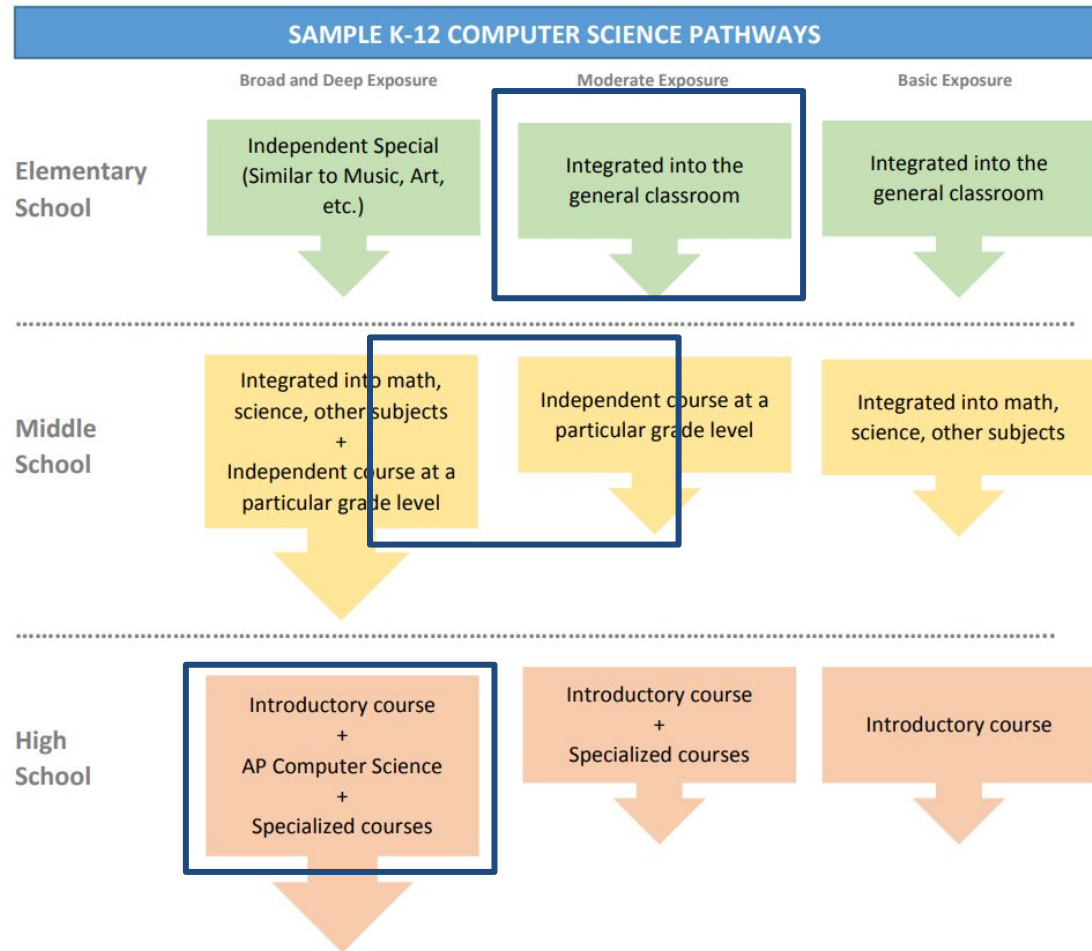 SAMPLE K-12 COMPUTER SCIENCE PATHWAYS
Broad and Deep Exposure
Moderate Exposure
Basic Exposure
Elementary
School
Independent Special
(Similar to Music, Art,
etc.)
Integrated into the
general classroom
Integrated into the
general classroom
Middle
School
Integrated into math,
science, other subjects
+
Independent course at a
particular grade level
Independent course at a
particular grade level
Integrated into math,
science, other subjects
High
School
Introductory course
+
AP Computer Science
+
Specialized courses
Introductory course
+
Specialized courses
Introductory course